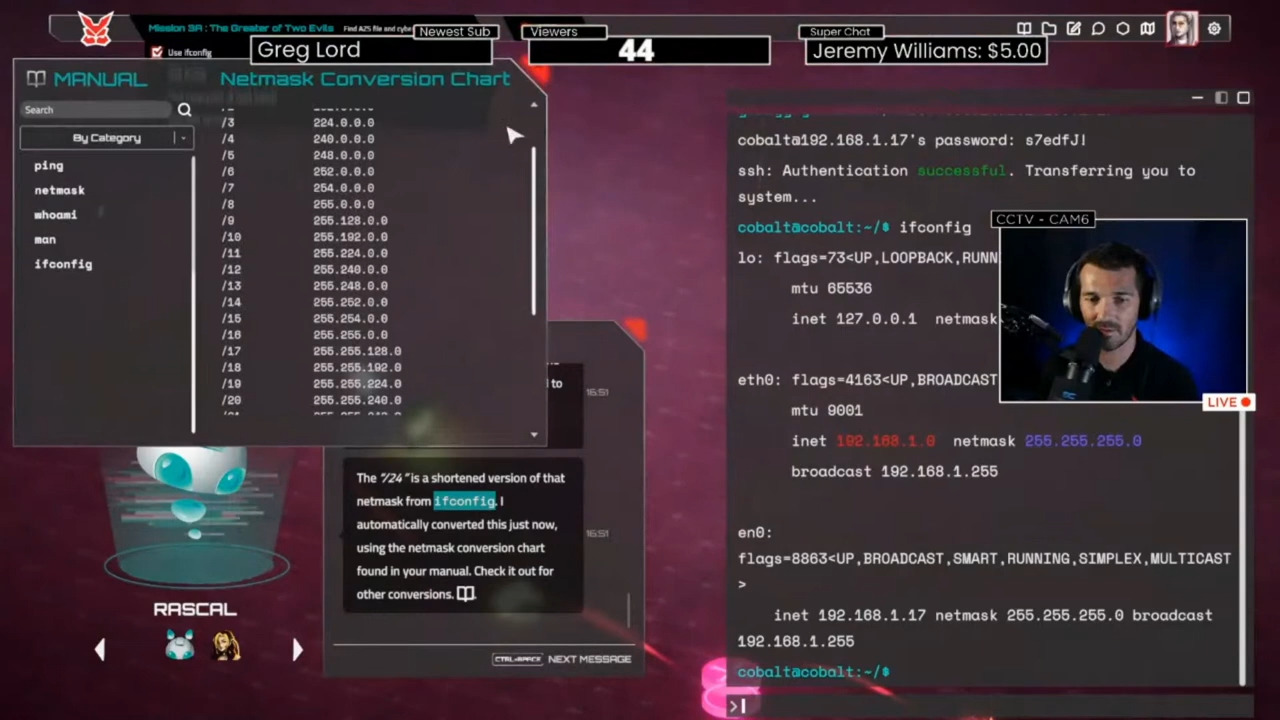 Mission 3A : The Greater of Two Evils
Find A25 file and cybe
Use ifconfig
Newest Sub
Greg Lord
Viewers
44
Super Chat
Jeremy Williams: $5.00
MANUAL
Netmask Conversion Chart
Search
By Category
ping
netmask
whoami
man
ifconfig
/3 224.0.0.0
/4 240.0.0.0
/5 248.0.0.0
/6 252.0.0.0
/7 254.0.0.0
/8 255.0.0.0
/9 255.128.0.0
/10 255.192.0.0
/11 255.224.0.0
/12 255.240.0.0
/13 255.248.0.0
/14 255.252.0.0
/15 255.254.0.0
/16 255.255.0.0
/17 255.255.128.0
/18 255.255.192.0
/19 255.255.224.0
/20 255.255.240.0
to
16:51
The "/24" is a shortened version of that
netmask from ifconfig. I
automatically converted this just now,
using the netmask conversion chart
found in your manual. Check it out for
other conversions.
16:51
CTRL+SPACE NEXT MESSAGE
RASCAL
cobalt@192.168.1.17's password: s7edfJ!
ssh: Authentication successful. Transferring you to
system...
cobalt@cobalt:~/$ ifconfig
lo: flags=73<UP,LOOPBACK,RUNN
mtu 65536
inet 127.0.0.1 netmask
eth0: flags=4163<UP,BROADCAST
mtu 9001
inet 192.168.1.0 netmask 255.255.255.0
broadcast 192.168.1.255
en0:
flags=8863<UP,BROADCAST,SMART,RUNNING,SIMPLEX,MULTICAST
>
inet 192.168.1.17 netmask 255.255.255.0 broadcast
192.168.1.255
cobalt@cobalt:~/$
>
CCTV - CAM6
LIVE